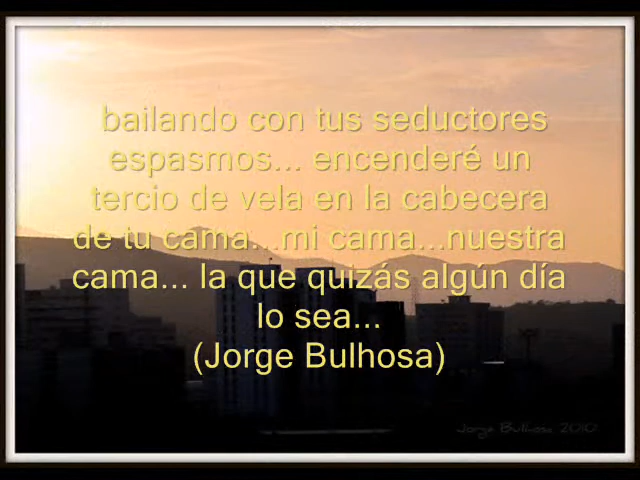 bailando con tus seductores
espasmos... encenderé un
tercio de vela en la cabecera
de tu cama...mi cama...nuestra
cama... la que quizás algún día
lo sea...
(Jorge Bulhosa)
Jorge Bulhosa 2010